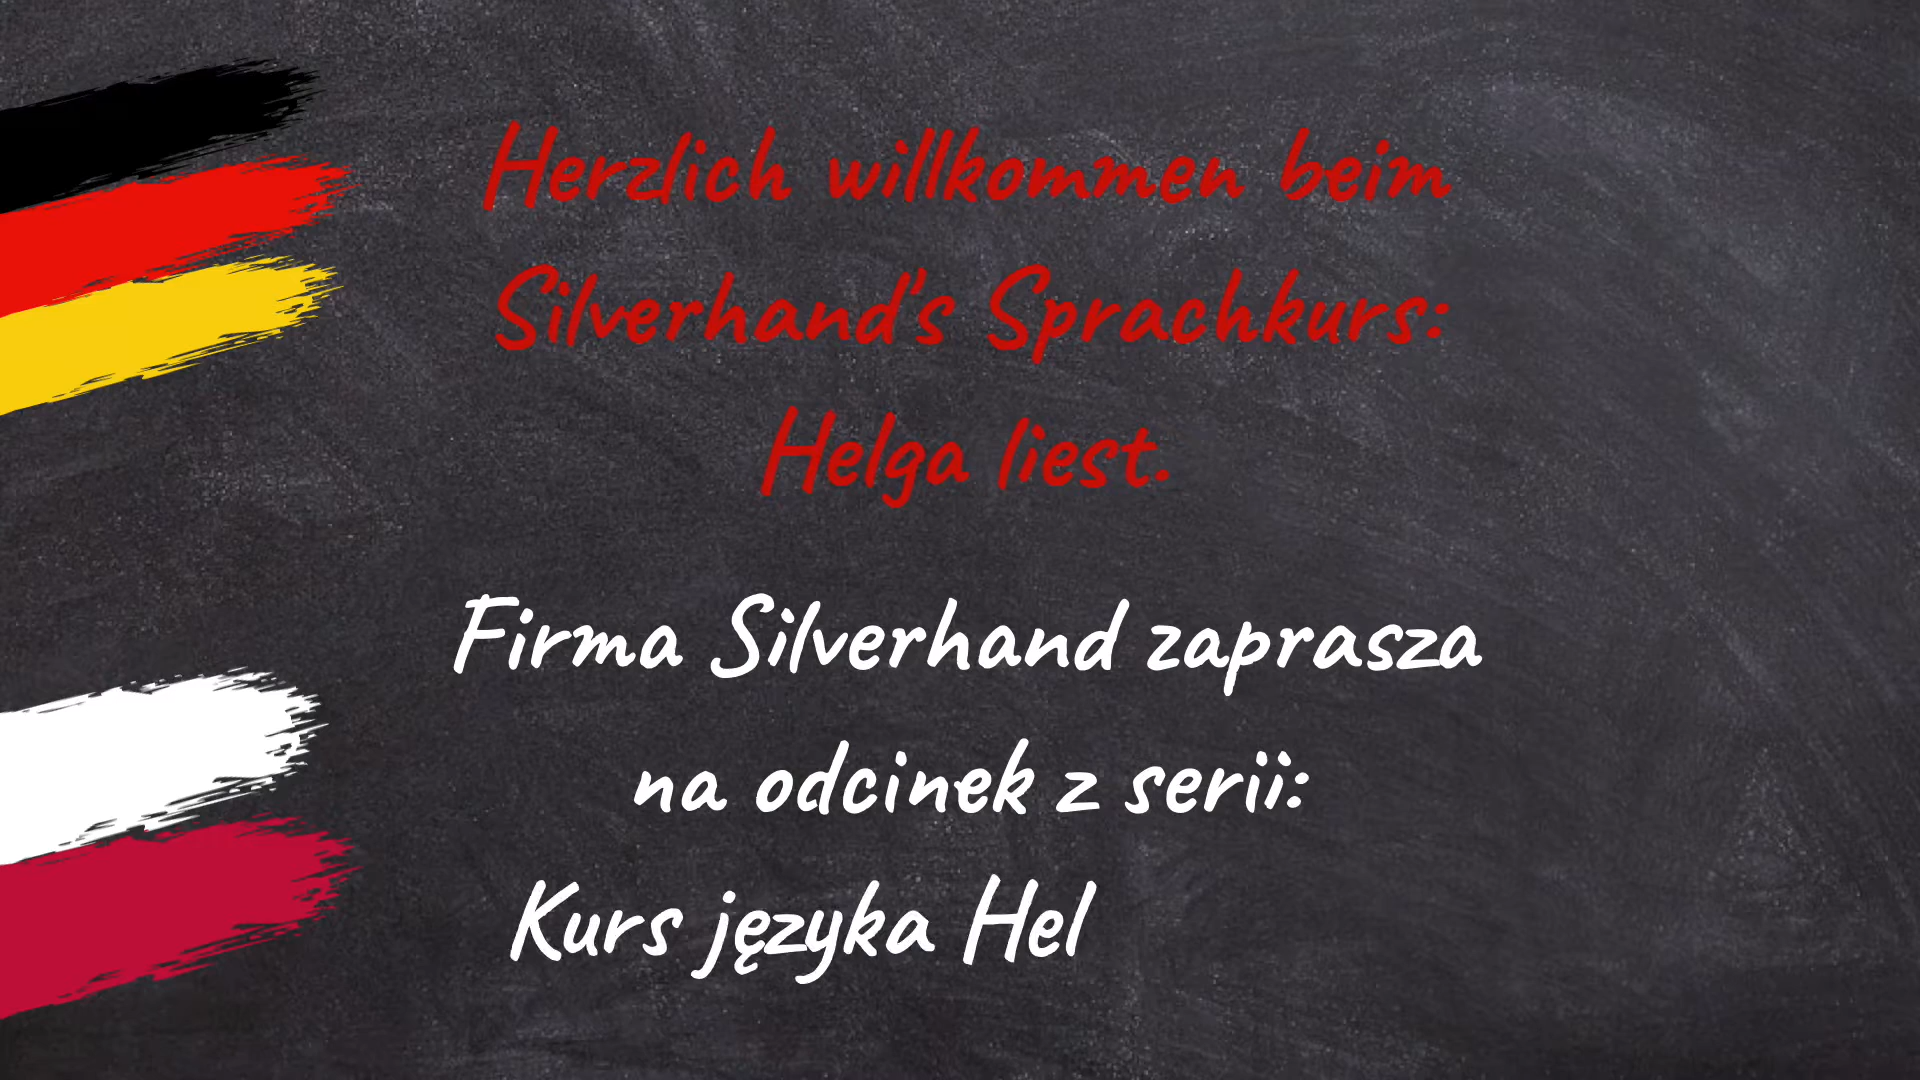 Herzlich willkommen beim
Silverhand's Sprachkurs:
Helga liest.
Firma Silverhand zaprasza
na odcinek z serii:
Kurs języka Hel